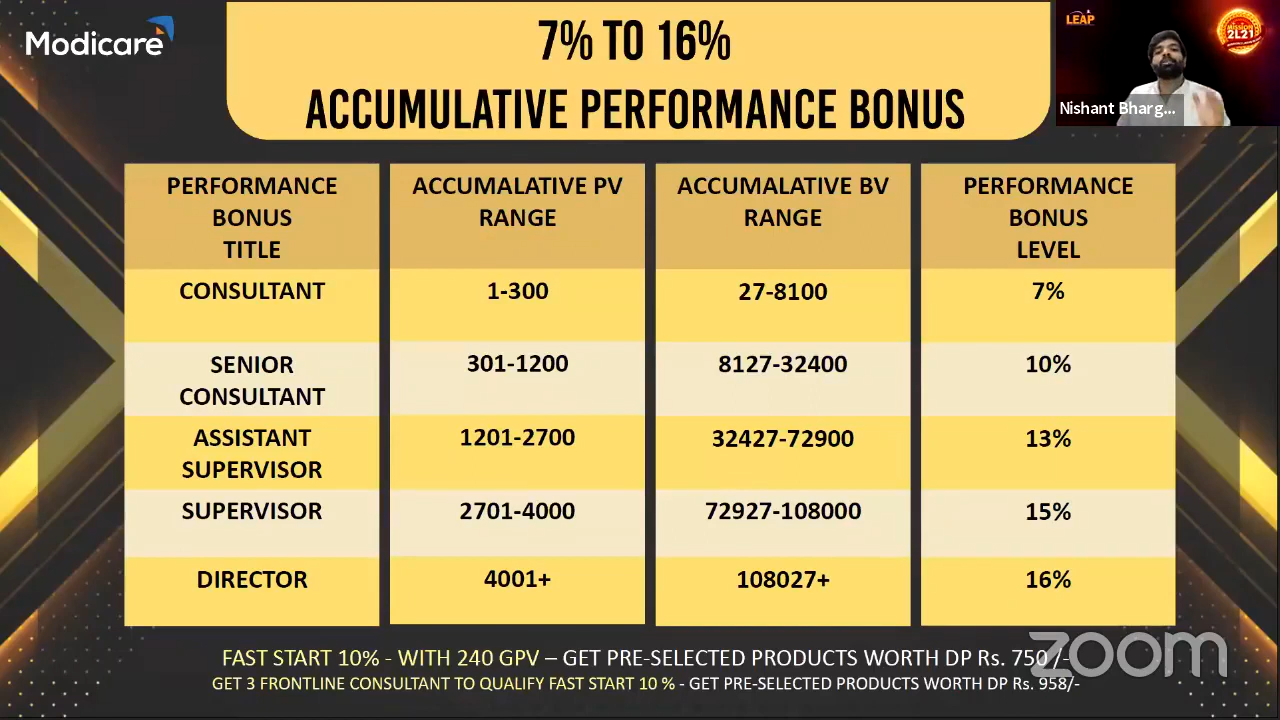 Modicare
7% TO 16%
ACCUMULATIVE PERFORMANCE BONUS
LEAP
MISSION
2L21
Nishant Bharg...
PERFORMANCE
BONUS
TITLE
ACCUMALATIVE PV
RANGE
ACCUMALATIVE BV
RANGE
PERFORMANCE
BONUS
LEVEL
CONSULTANT
1-300
27-8100
7%
SENIOR
CONSULTANT
301-1200
8127-32400
10%
ASSISTANT
SUPERVISOR
1201-2700
32427-72900
13%
SUPERVISOR
2701-4000
72927-108000
15%
DIRECTOR
4001+
108027+
16%
FAST START 10% - WITH 240 GPV – GET PRE-SELECTED PRODUCTS WORTH DP Rs. 750/-
GET 3 FRONTLINE CONSULTANT TO QUALIFY FAST START 10 % - GET PRE-SELECTED PRODUCTS WORTH DP Rs. 958/-
zoom